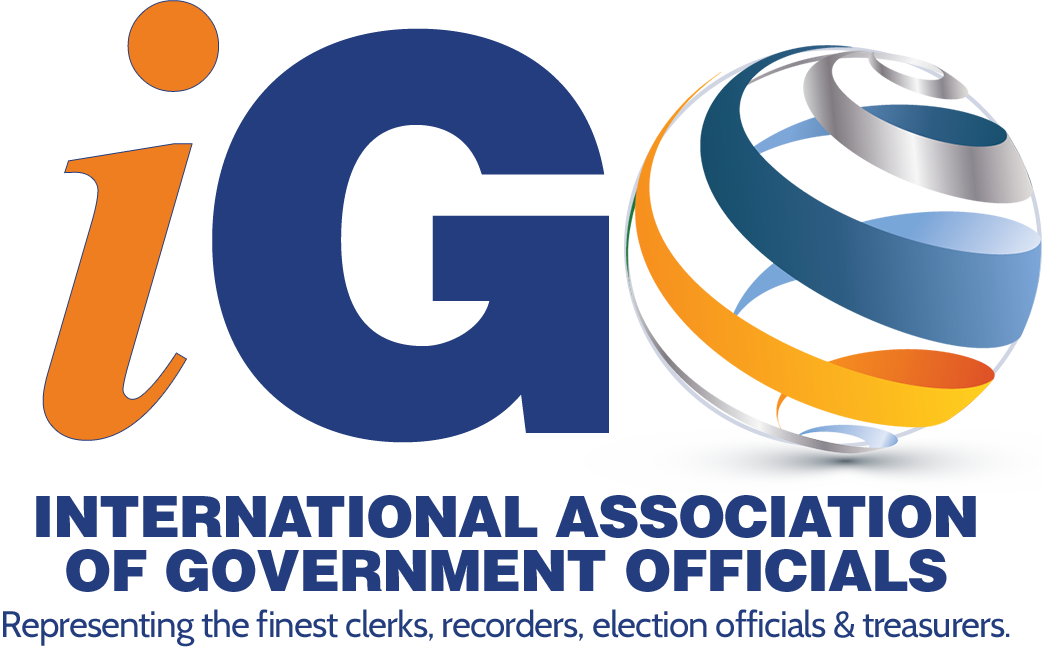 iGO
INTERNATIONAL ASSOCIATION
OF GOVERNMENT OFFICIALS
Representing the finest clerks, recorders, election officials & treasurers.